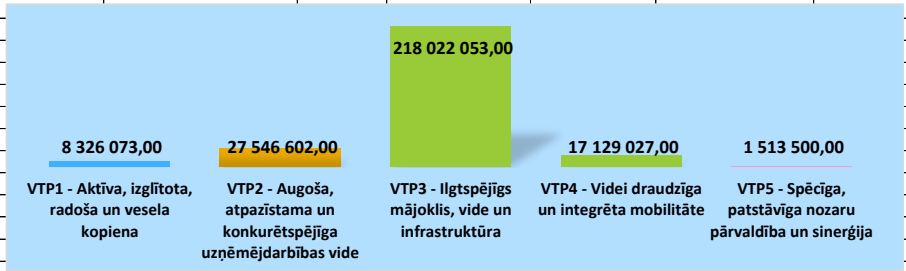 218 022 053,00
8 326 073,00
27 546 602,00
17 129 027,00
1 513 500,00
VTP1 - Aktīva, izglītota,
radoša un vesela
kopiena
VTP2 - Augoša,
atpazīstama un
konkurētspējīga
uzņēmējdarbības vide
VTP3 - Ilgtspējīgs
mājoklis, vide un
infrastruktūra
VTP4 - Videi draudzīga
un integrēta mobilitāte
VTP5 - Spēcīga,
patstāvīga nozaru
pārvaldība un sinerģija